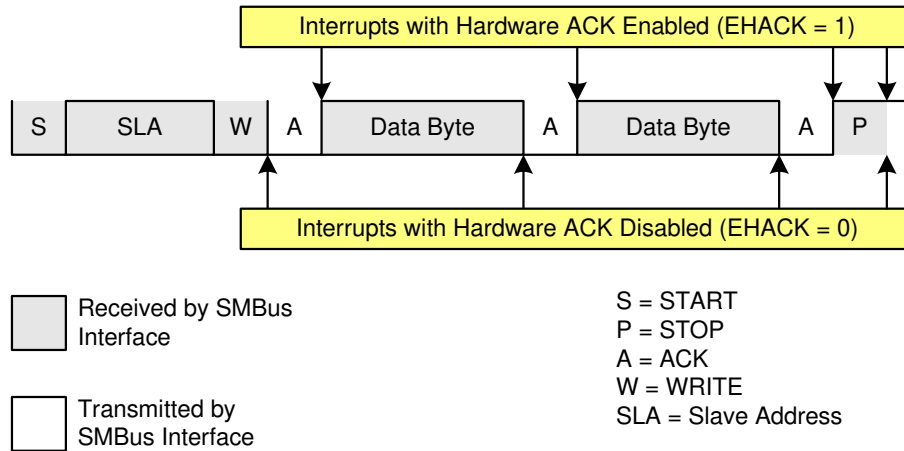 Interrupts with Hardware ACK Enabled (EHACK = 1)
S SLA W A Data Byte A Data Byte A P
Interrupts with Hardware ACK Disabled (EHACK = 0)
Received by SMBus
Interface
Transmitted by
SMBus Interface
S = START
P = STOP
A = ACK
W = WRITE
SLA = Slave Address